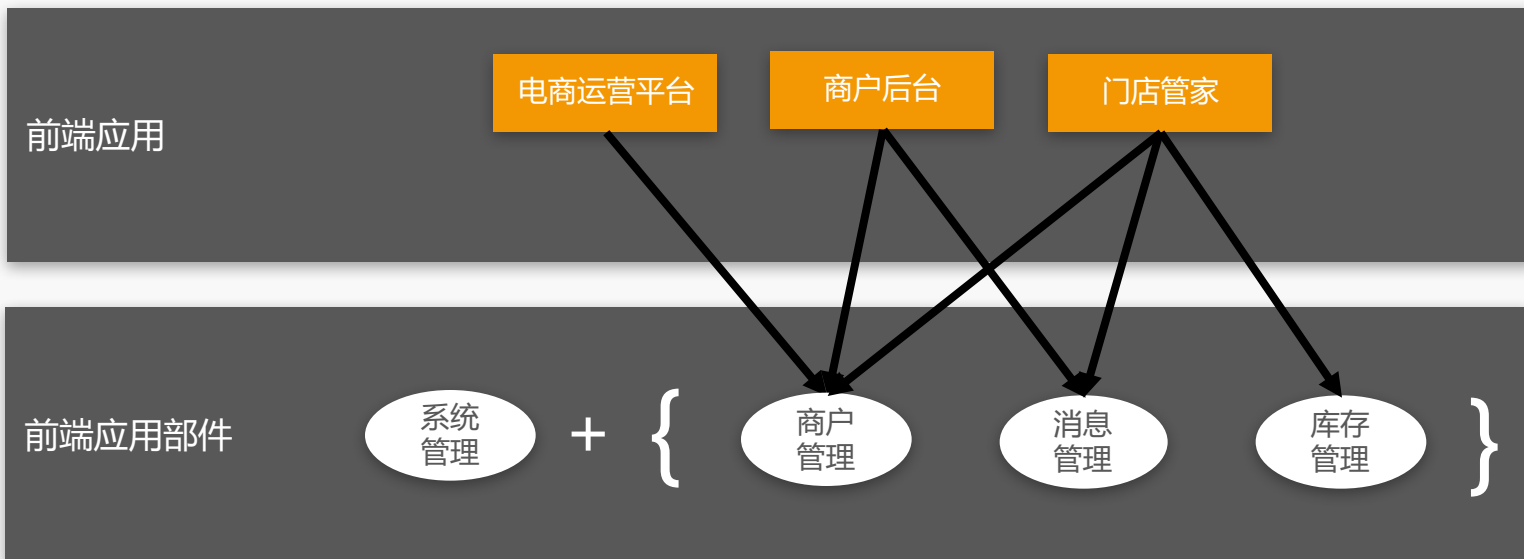 电商运营平台
商户后台
门店管家
前端应用
前端应用部件
系统
管理
+
{
商户
管理
消息
管理
库存
管理
}